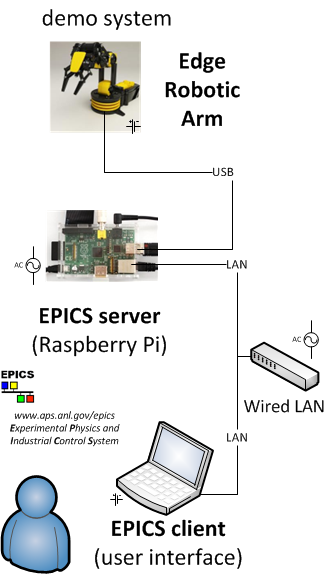 demo system
Edge
Robotic
Arm
USB
AC
LAN
EPICS server
(Raspberry Pi)
AC
EPICS
Wired LAN
www.aps.anl.gov/epics
Experimental Physics and
Industrial Control System
LAN
EPICS client
(user interface)